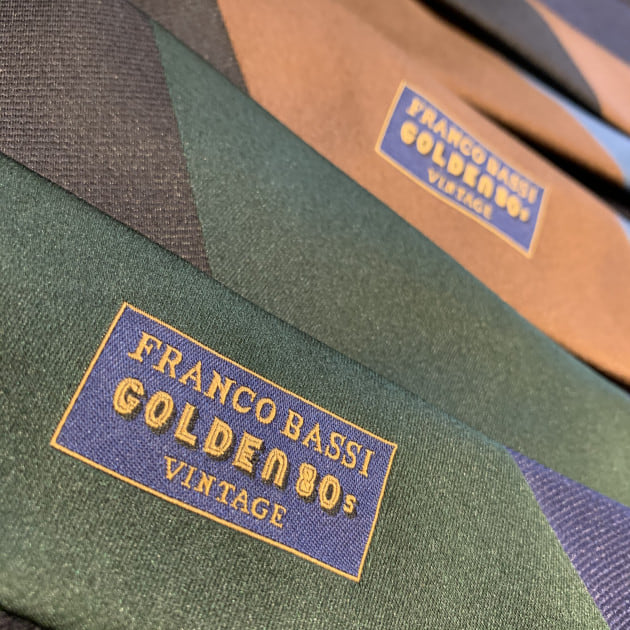 FRANCO BASSI
GOLDEN 80s
VINTAGE
FRANCO BASSI
GOLDEN 80s
VINTAGE